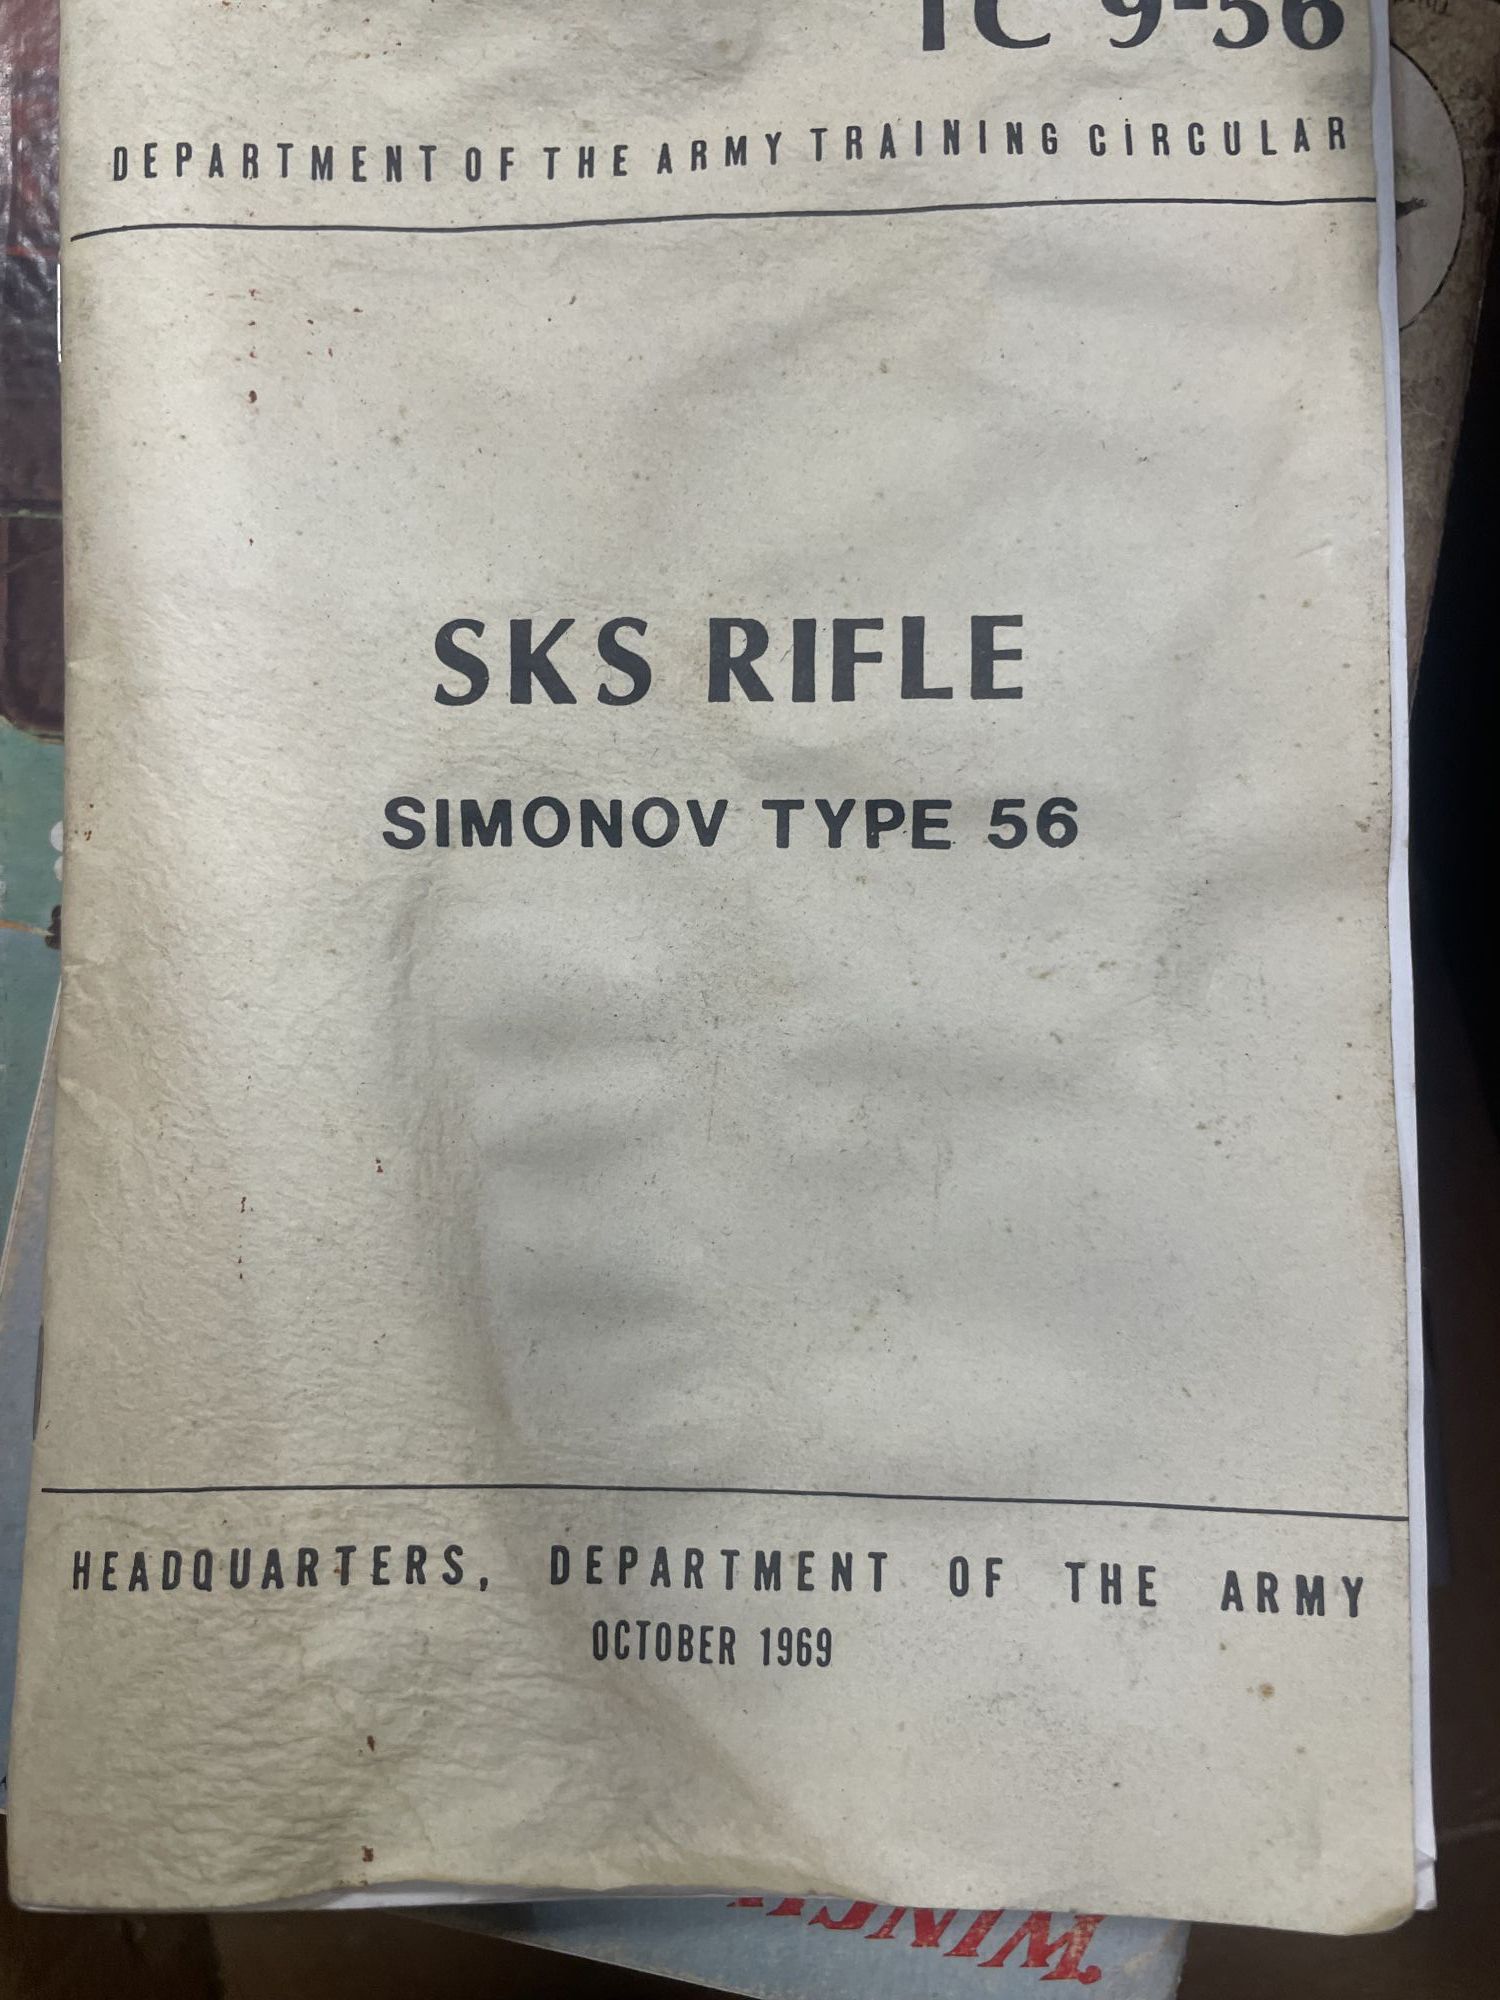 TC 9-56
DEPARTMENT OF THE ARMY TRAINING CIRCULAR
SKS RIFLE
SIMONOV TYPE 56
HEADQUARTERS, DEPARTMENT OF THE ARMY
OCTOBER 1969